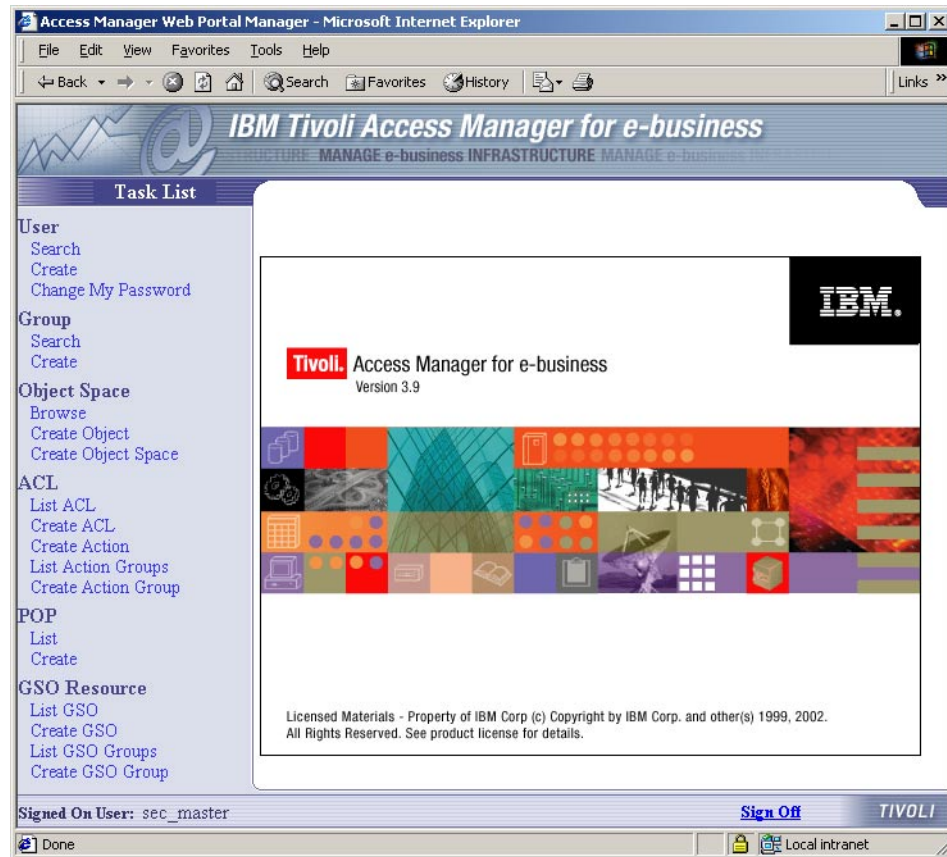 Access Manager Web Portal Manager - Microsoft Internet Explorer
File Edit View Favorites Tools Help
Back Search Favorites History Links »
IBM Tivoli Access Manager for e-business
MANAGE e-business INFRASTRUCTURE MANAGE e-business
Task List
User
Search
Create
Change My Password
Group
Search
Create
Object Space
Browse
Create Object
Create Object Space
ACL
List ACL
Create ACL
Create Action
List Action Groups
Create Action Group
POP
List
Create
GSO Resource
List GSO
Create GSO
List GSO Groups
Create GSO Group
IBM.
Tivoli. Access Manager for e-business
Version 3.9
Licensed Materials - Property of IBM Corp (c) Copyright by IBM Corp. and other(s) 1999, 2002.
All Rights Reserved. See product license for details.
Signed On User: sec_master Sign Off TIVOLI
Done Local intranet